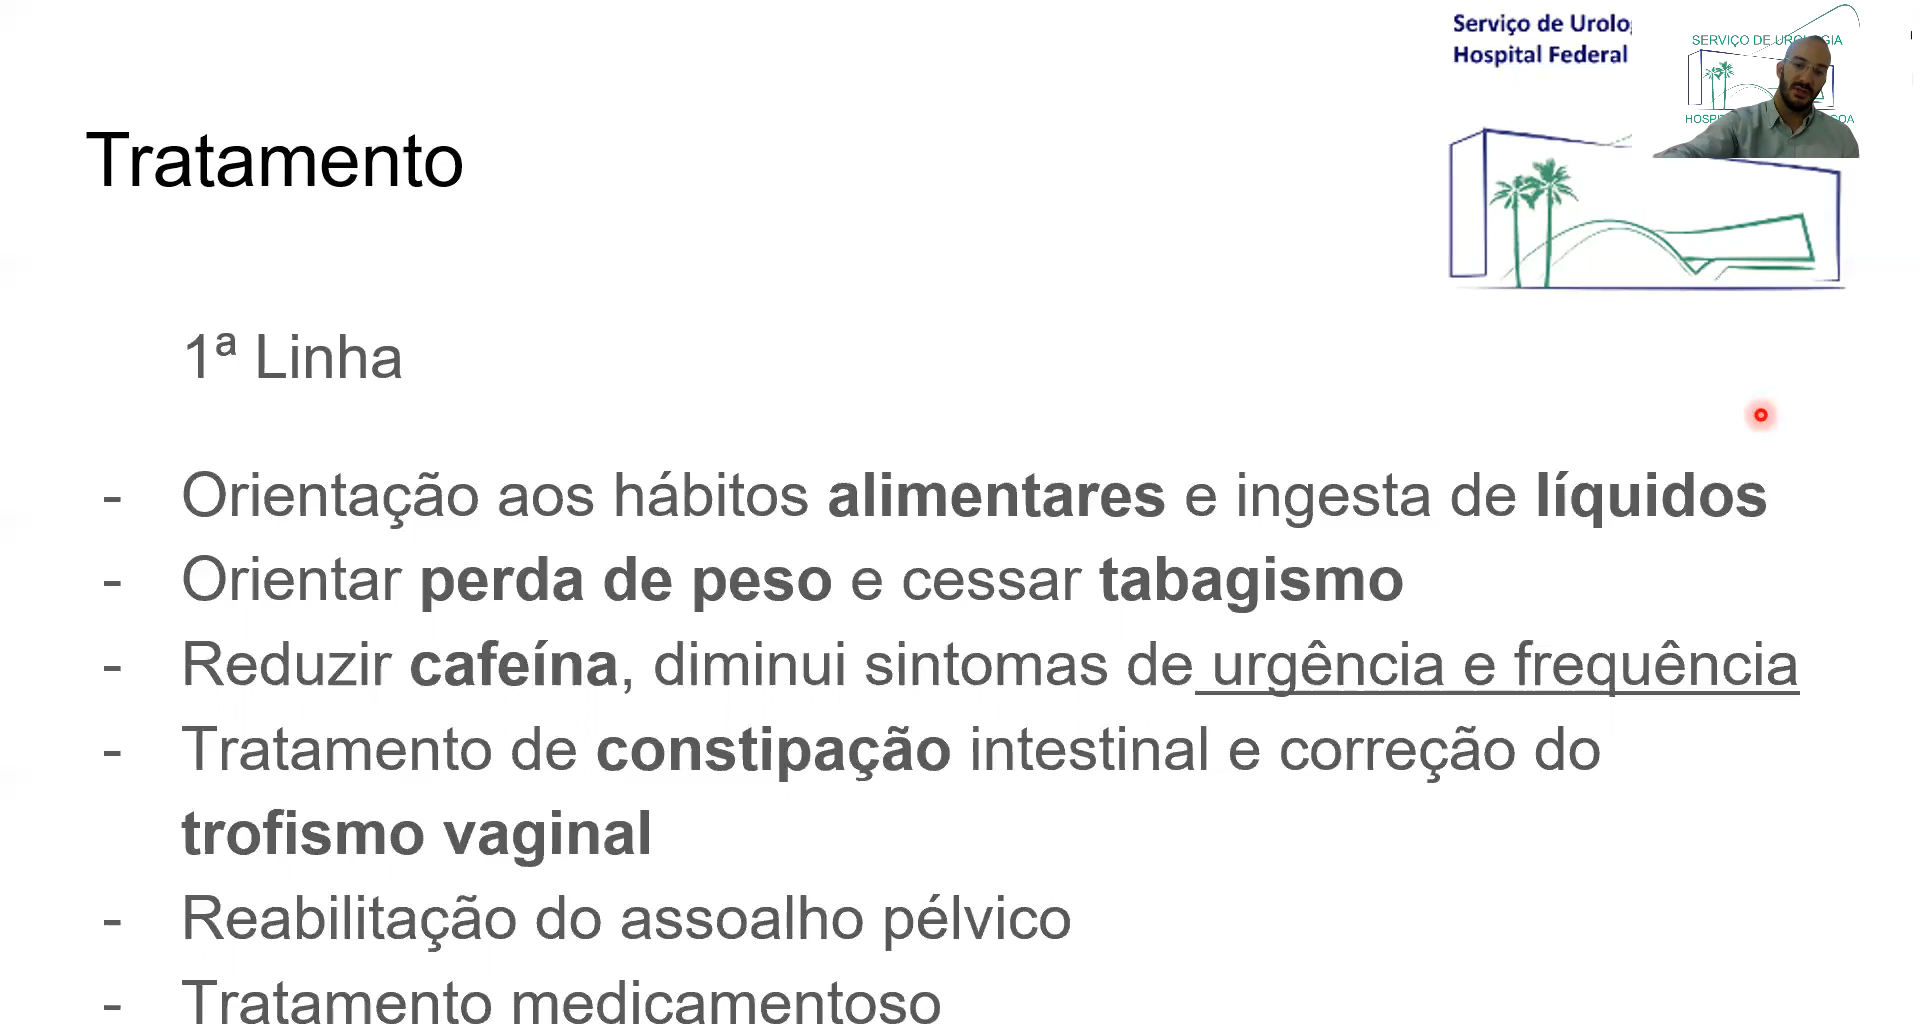 Serviço de Urolo
Hospital Federal
SERVIÇO DE UROLOGIA
HOSP
GOA
Tratamento
1ª Linha
- Orientação aos hábitos alimentares e ingesta de líquidos
- Orientar perda de peso e cessar tabagismo
- Reduzir cafeína, diminui sintomas de urgência e frequência
- Tratamento de constipação intestinal e correção do
trofismo vaginal
- Reabilitação do assoalho pélvico
- Tratamento medicamentoso